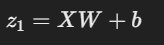 z₁ = XW + b